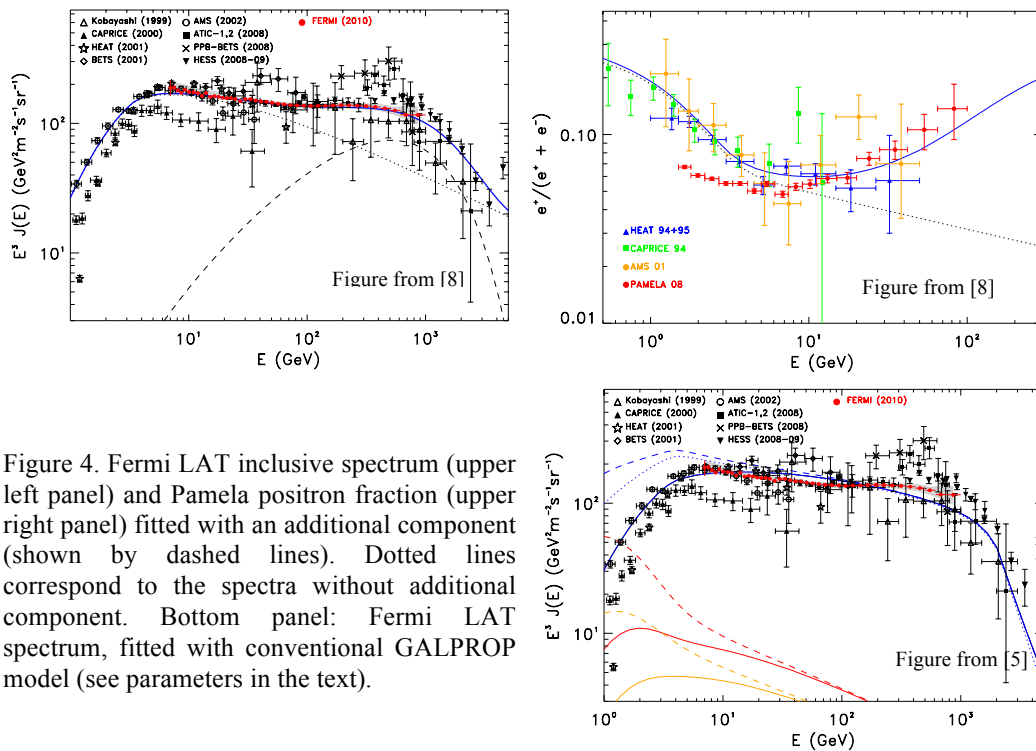 Kobayashi (1999)
CAPRICE (2000)
HEAT (2001)
BETS (2001)
AMS (2002)
ATIC-1,2 (2008)
PPB-BETS (2008)
HESS (2008-09)
FERMI (2010)
E³ J(E) (GeV²m⁻²s⁻¹sr⁻¹)
10²
10¹
10¹
10²
10³
E (GeV)
Figure from [8]
e⁺/(e⁺ + e⁻)
0.10
0.01
HEAT 94+95
CAPRICE 94
AMS 01
PAMELA 08
10⁰
10¹
10²
E (GeV)
Figure from [8]
Figure 4. Fermi LAT inclusive spectrum (upper
left panel) and Pamela positron fraction (upper
right panel) fitted with an additional component
(shown by dashed lines). Dotted lines
correspond to the spectra without additional
component. Bottom panel: Fermi LAT
spectrum, fitted with conventional GALPROP
model (see parameters in the text).
Kobayashi (1999)
CAPRICE (2000)
HEAT (2001)
BETS (2001)
AMS (2002)
ATIC-1,2 (2008)
PPB-BETS (2008)
HESS (2008-09)
FERMI (2010)
E³ J(E) (GeV²m⁻²s⁻¹sr⁻¹)
10²
10¹
10⁰
10¹
10²
10³
E (GeV)
Figure from [5]